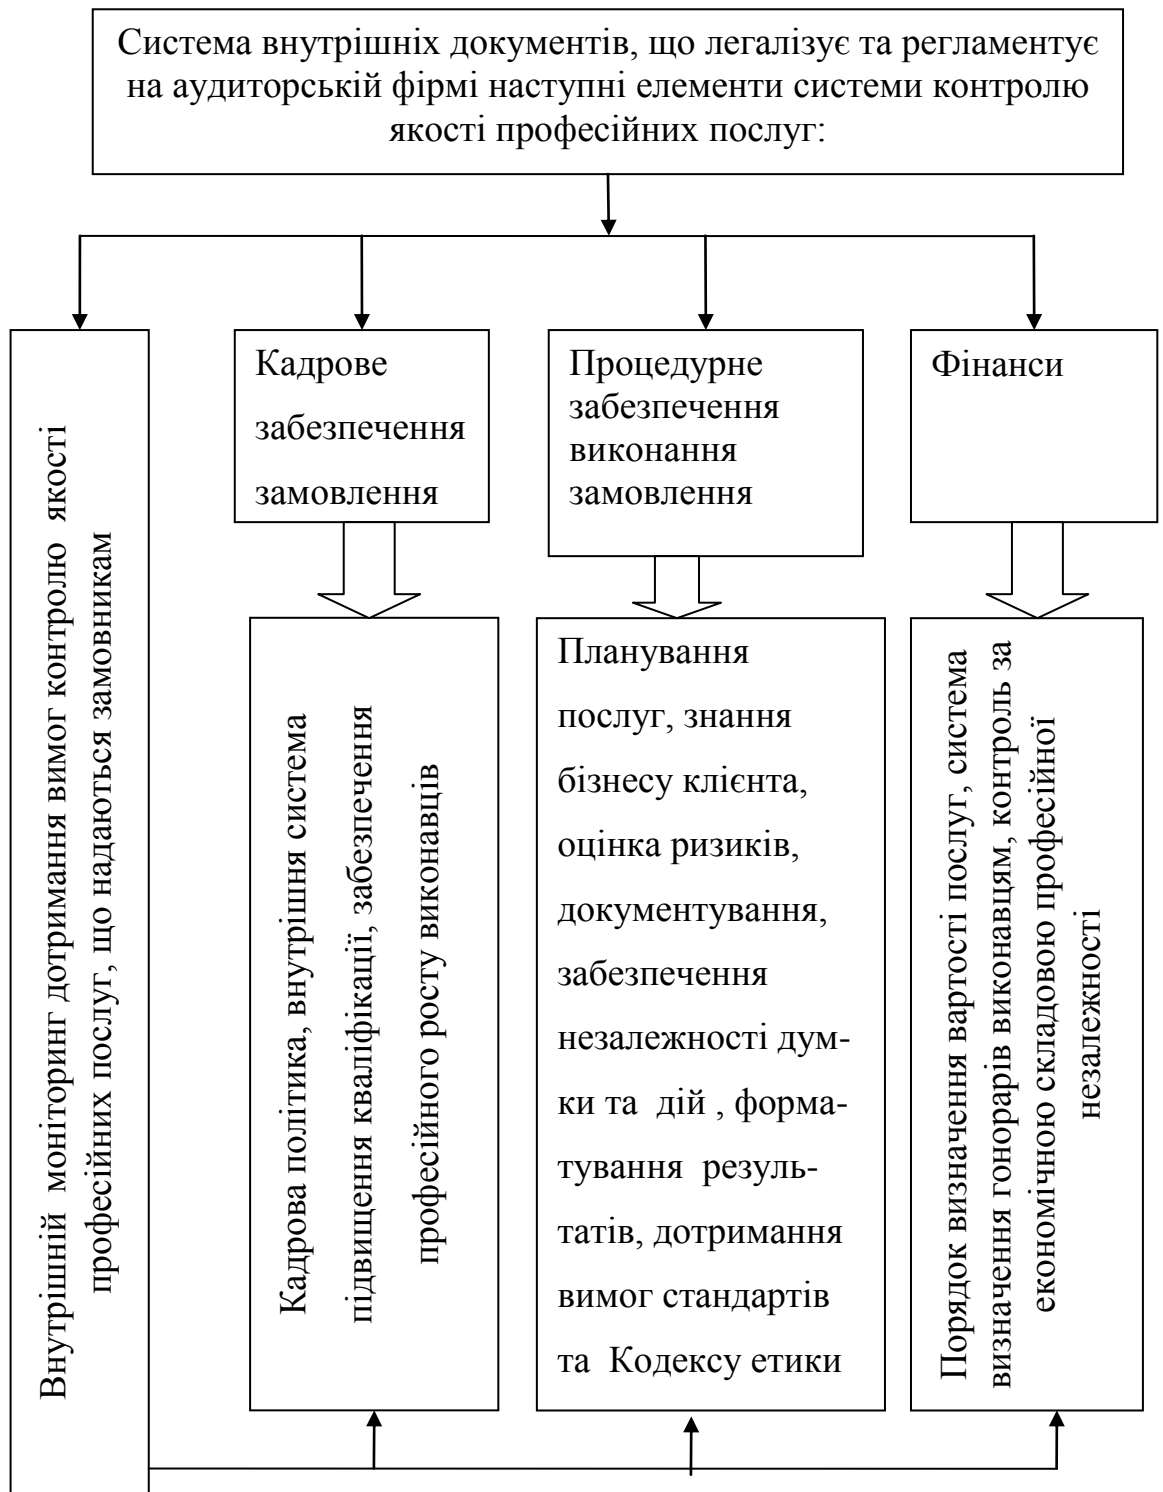 Система внутрішніх документів, що легалізує та регламентує
на аудиторській фірмі наступні елементи системи контролю
якості професійних послуг:
Внутрішній моніторинг дотримання вимог контролю якості
професійних послуг, що надаються замовникам
Кадрове
забезпечення
замовлення
Процедурне
забезпечення
виконання
замовлення
Фінанси
Кадрова політика, внутрішня система
підвищення кваліфікації, забезпечення
професійного росту виконавців
Планування
послуг, знання
бізнесу клієнта,
оцінка ризиків,
документування,
забезпечення
незалежності дум-
ки та дій , форма-
тування резуль-
татів, дотримання
вимог стандартів
та Кодексу етики
Порядок визначення вартості послуг, система
визначення гонорарів виконавцям, контроль за
економічною складовою професійної
незалежності